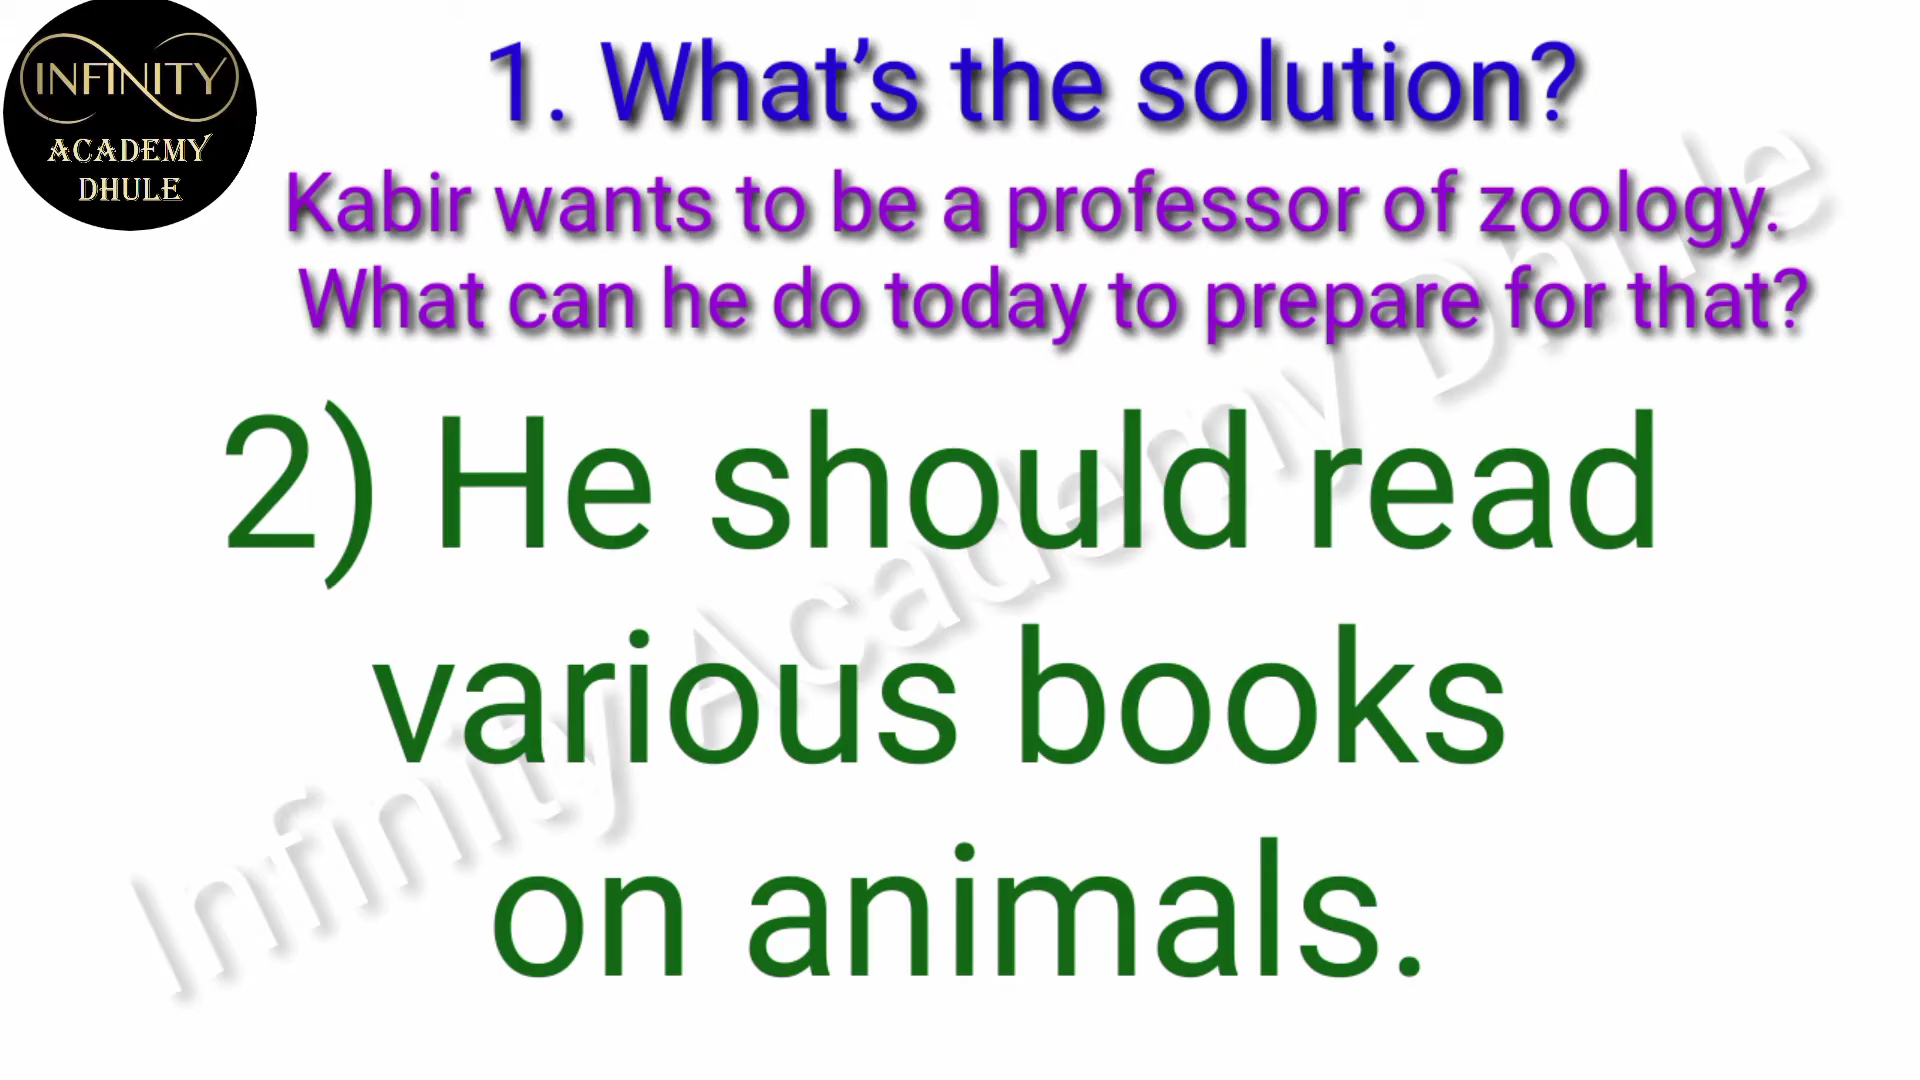 INFINITY
ACADEMY
DHULE
1. What’s the solution?
Kabir wants to be a professor of zoology.
What can he do today to prepare for that?
2) He should read
various books
on animals.
Infinity Academy Dhule